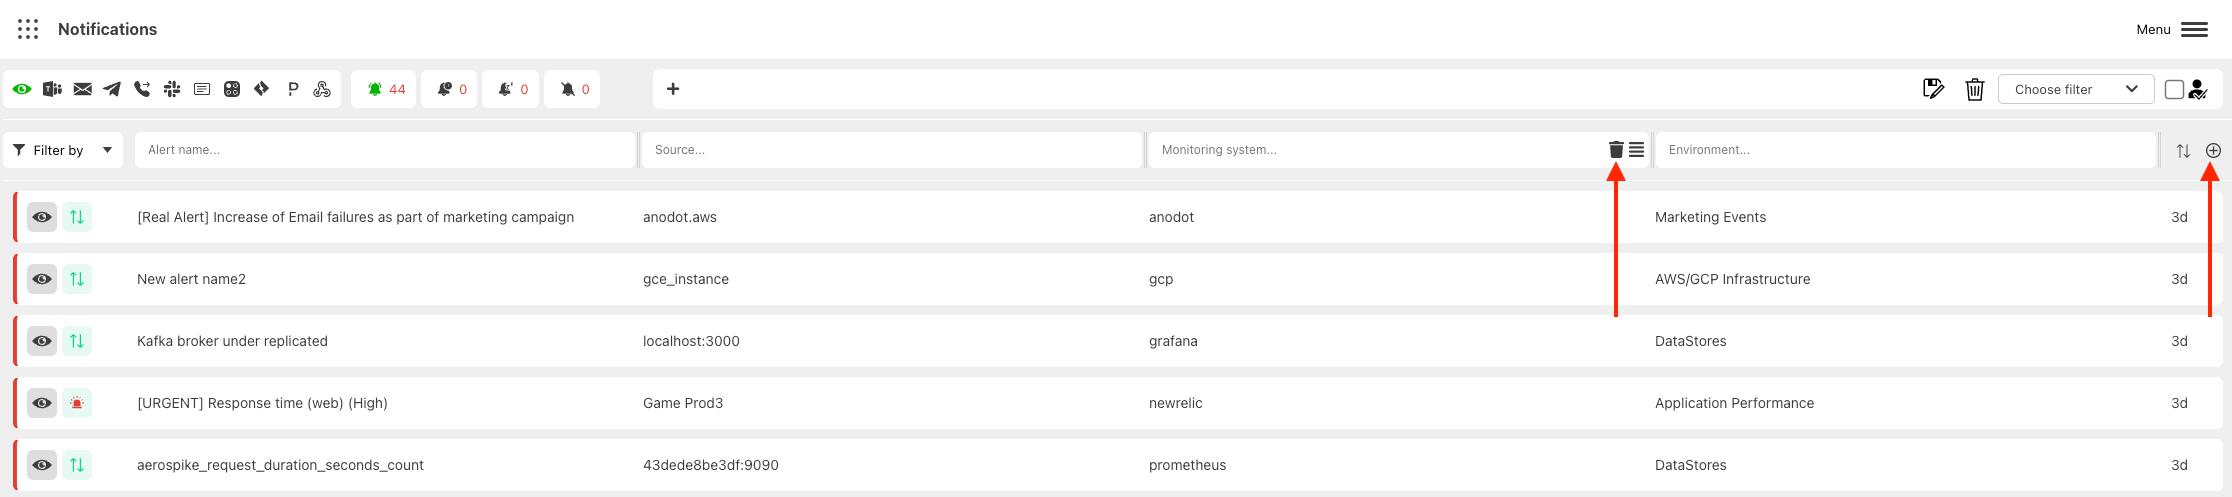 Notifications
Menu
44 0 0 0
Choose filter
Filter by Alert name... Source... Monitoring system... Environment...
[Real Alert] Increase of Email failures as part of marketing campaign anodot.aws anodot Marketing Events 3d
New alert name2 gce_instance gcp AWS/GCP Infrastructure 3d
Kafka broker under replicated localhost:3000 grafana DataStores 3d
[URGENT] Response time (web) (High) Game Prod3 newrelic Application Performance 3d
aerospike_request_duration_seconds_count 43dede8be3df:9090 prometheus DataStores 3d